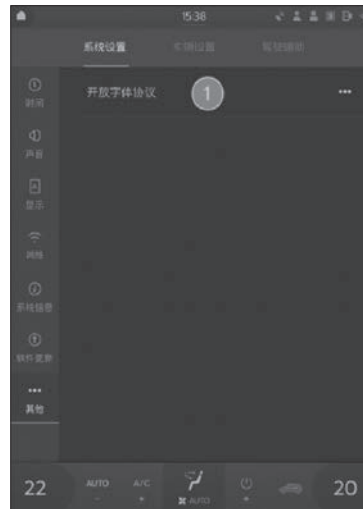 15:38
系统设置
车辆设置
驾驶辅助
开放字体协议
1
时间
声音
显示
网络
系统信息
软件更新
其他
22
AUTO
A/C
AUTO
20